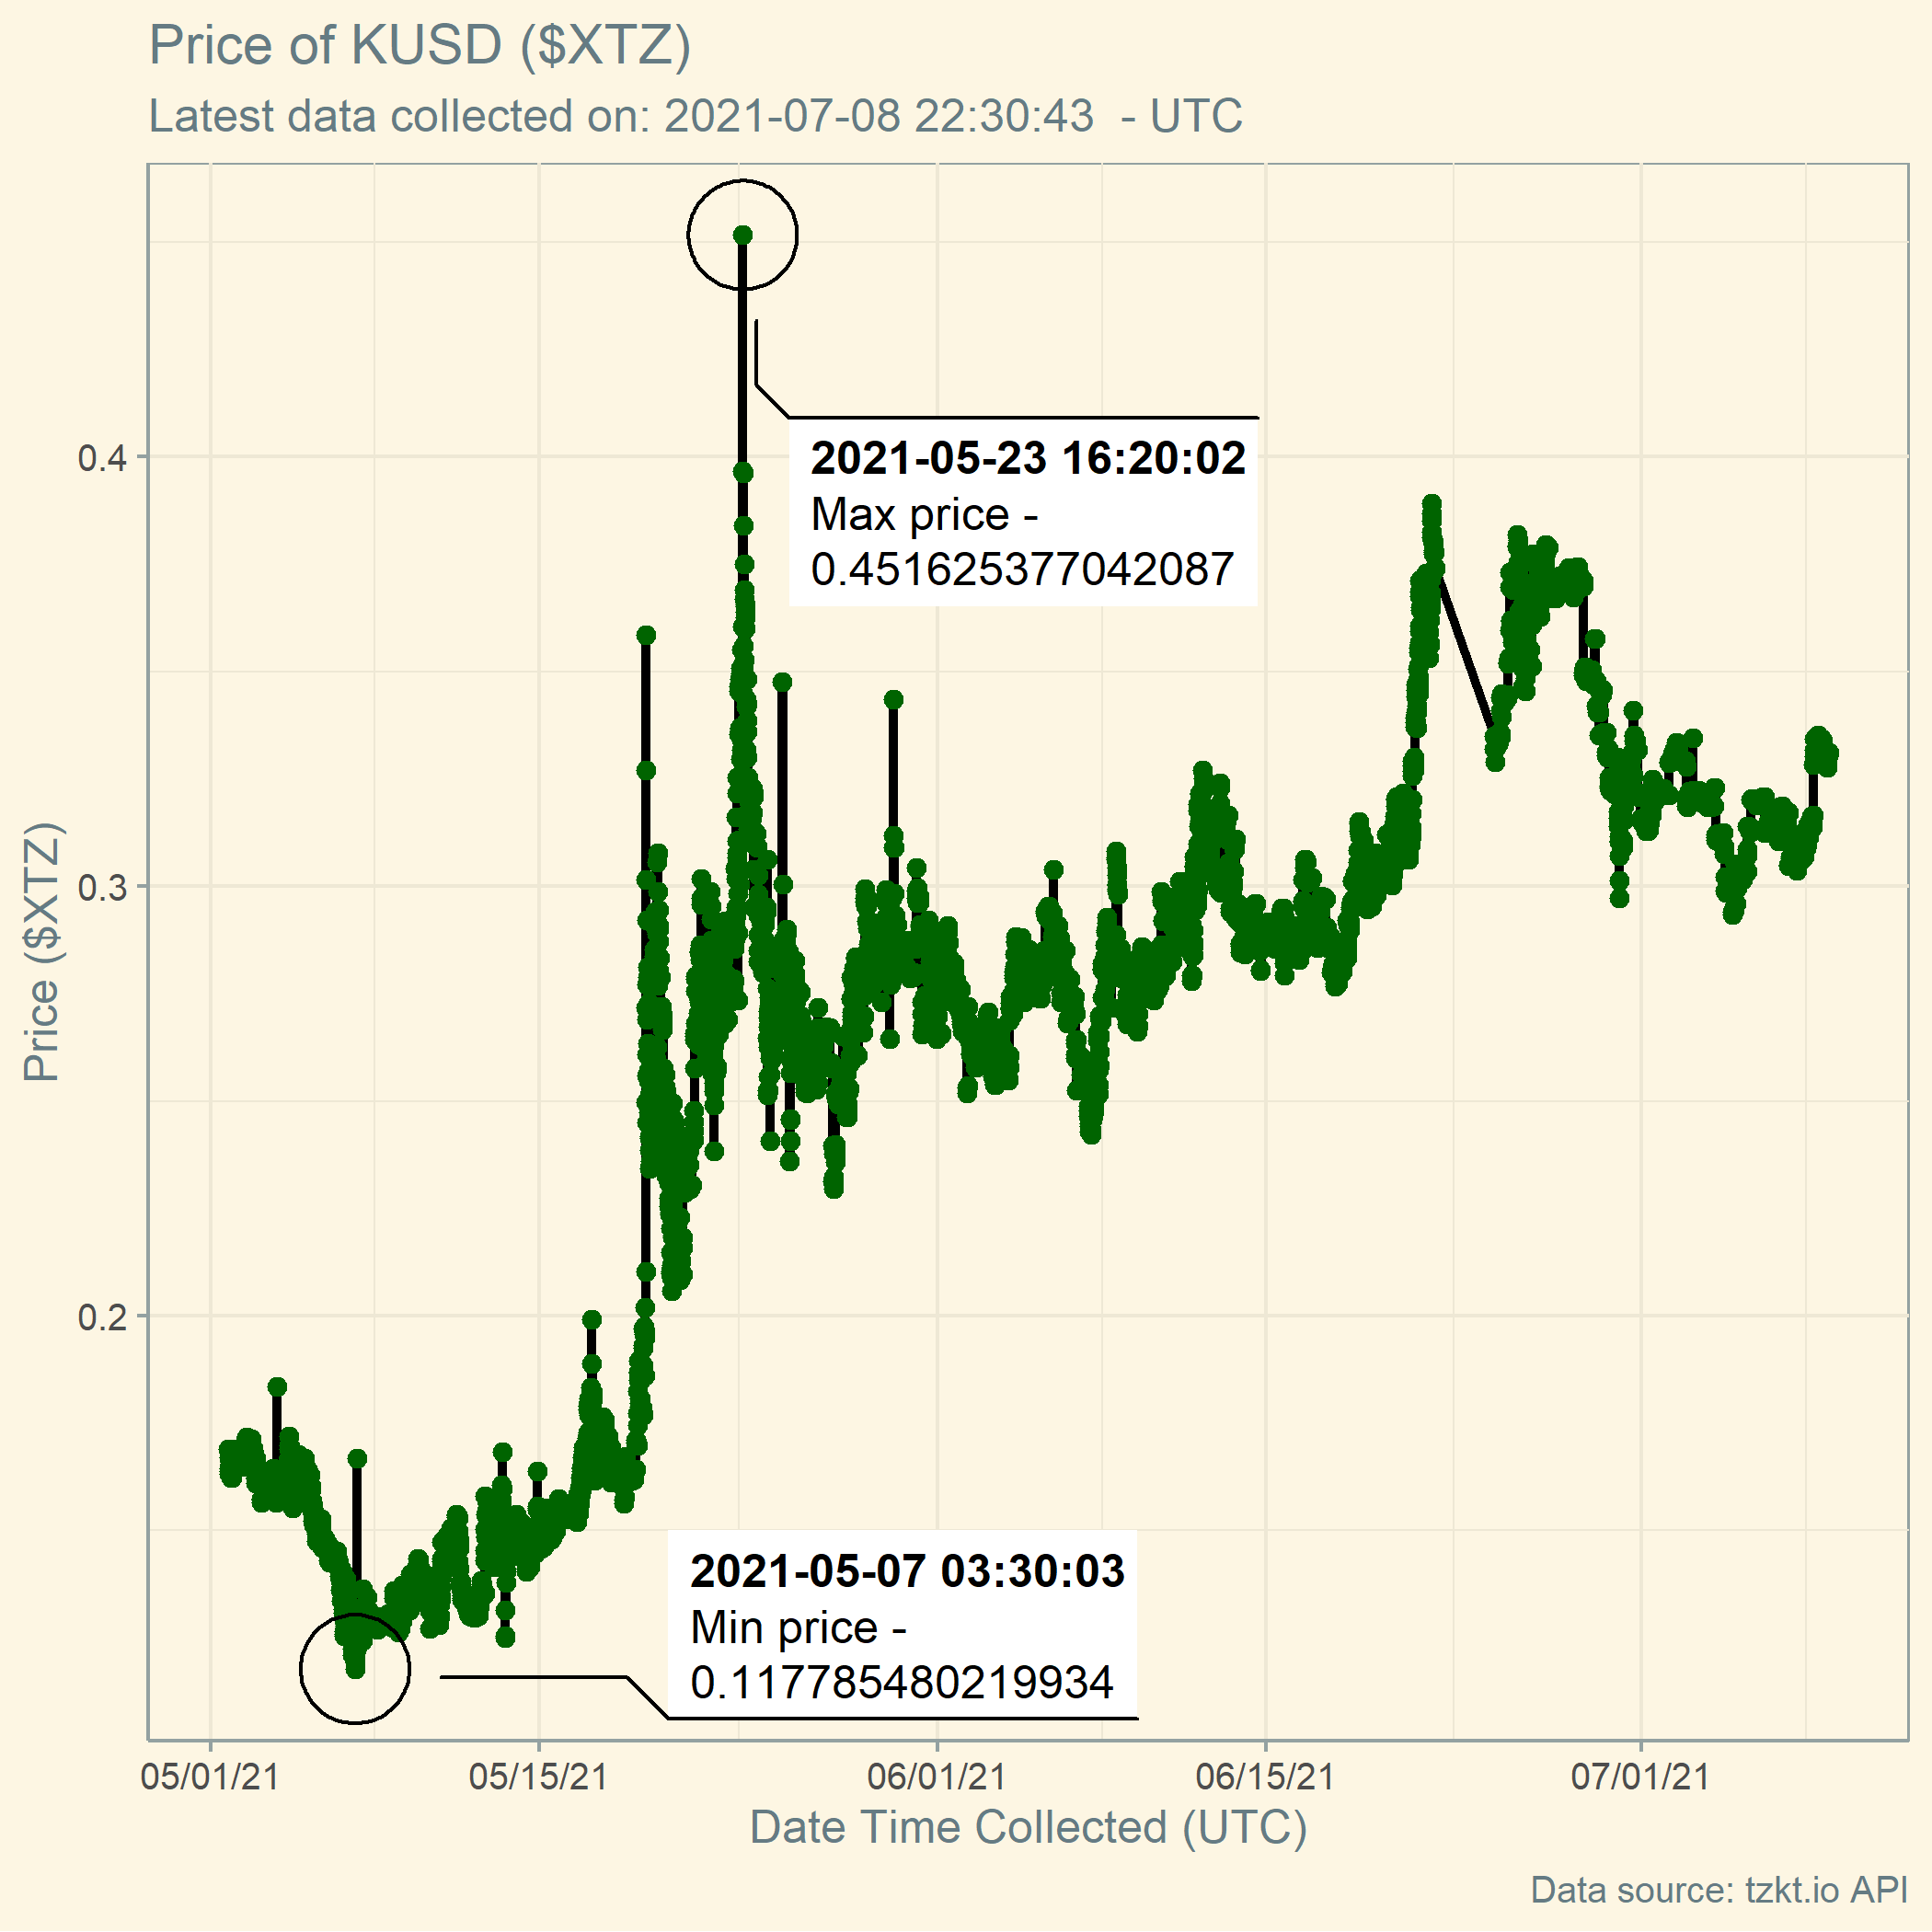 Price of KUSD ($XTZ)
Latest data collected on: 2021-07-08 22:30:43  - UTC
2021-05-23 16:20:02
Max price -
0.451625377042087
0.4
0.3
0.2
Price ($XTZ)
2021-05-07 03:30:03
Min price -
0.117785480219934
05/01/21
05/15/21
06/01/21
06/15/21
07/01/21
Date Time Collected (UTC)
Data source: tzkt.io API